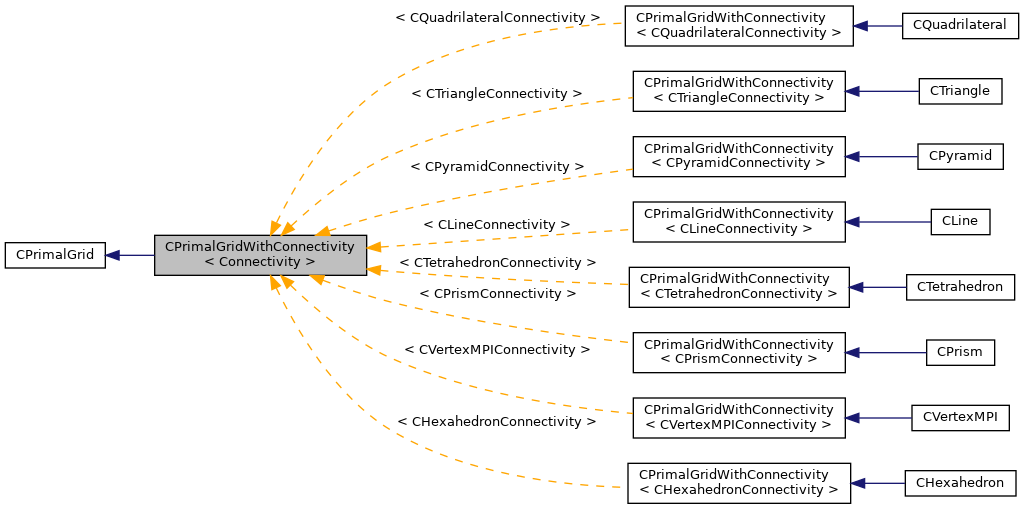 CPrimalGrid
CPrimalGridWithConnectivity
< Connectivity >
< CQuadrilateralConnectivity >
CPrimalGridWithConnectivity
< CQuadrilateralConnectivity >
CQuadrilateral
< CTriangleConnectivity >
CPrimalGridWithConnectivity
< CTriangleConnectivity >
CTriangle
< CPyramidConnectivity >
CPrimalGridWithConnectivity
< CPyramidConnectivity >
CPyramid
< CLineConnectivity >
CPrimalGridWithConnectivity
< CLineConnectivity >
CLine
< CTetrahedronConnectivity >
CPrimalGridWithConnectivity
< CTetrahedronConnectivity >
CTetrahedron
< CPrismConnectivity >
CPrimalGridWithConnectivity
< CPrismConnectivity >
CPrism
< CVertexMPIConnectivity >
CPrimalGridWithConnectivity
< CVertexMPIConnectivity >
CVertexMPI
< CHexahedronConnectivity >
CPrimalGridWithConnectivity
< CHexahedronConnectivity >
CHexahedron